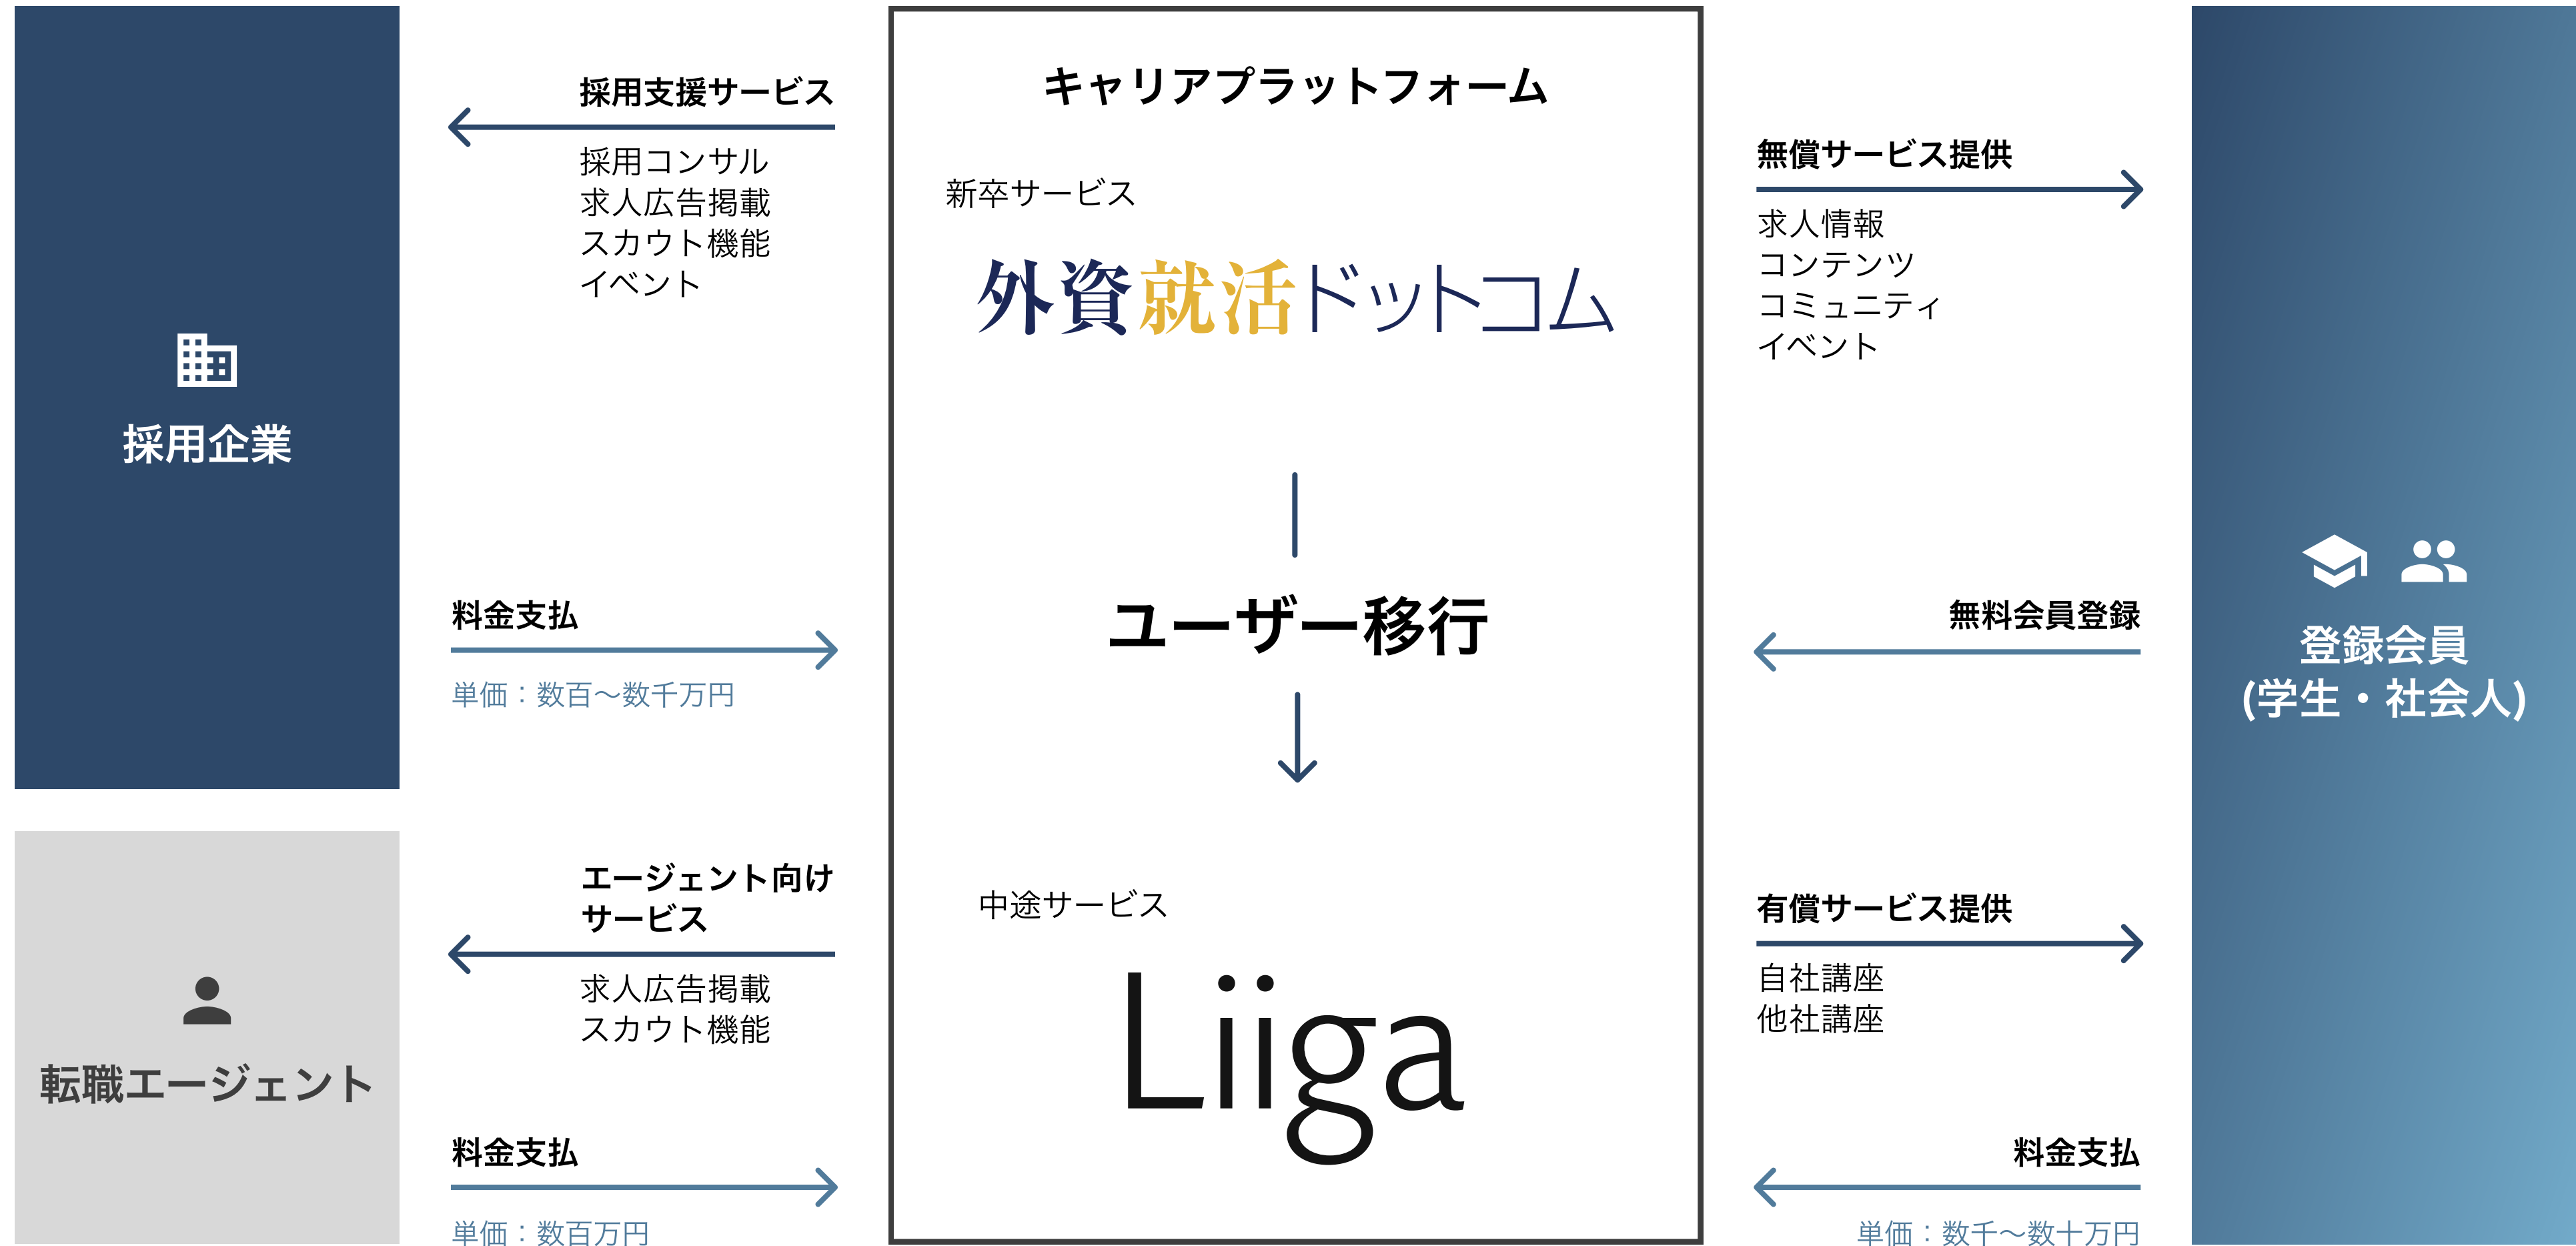 採用企業
採用支援サービス
採用コンサル
求人広告掲載
スカウト機能
イベント
料金支払
単価：数百〜数千万円
転職エージェント
エージェント向け
サービス
求人広告掲載
スカウト機能
料金支払
単価：数百万円
キャリアプラットフォーム
新卒サービス
外資就活ドットコム
ユーザー移行
中途サービス
Liiga
無償サービス提供
求人情報
コンテンツ
コミュニティ
イベント
無料会員登録
有償サービス提供
自社講座
他社講座
料金支払
単価：数千〜数十万円
登録会員
(学生・社会人)